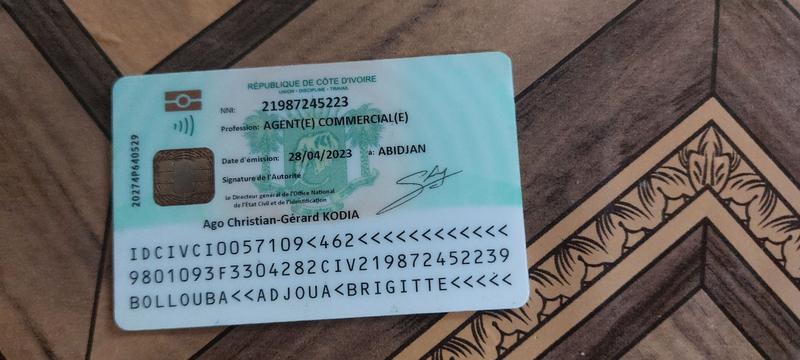 RÉPUBLIQUE DE CÔTE D'IVOIRE
UNION - DISCIPLINE - TRAVAIL
NNI: 21987245223
Profession: AGENT(E) COMMERCIAL(E)
Date d'émission: 28/04/2023 à: ABIDJAN
Signature de l'Autorité
Le Directeur général de l'Office National
de l'État Civil et de l'Identification
Ago Christian-Gérard KODIA
20274P640529
IDCIVCI0057109<462<<<<<<<<<<<<
9801093F3304282CIV219872452239
BOLLOUBA<<ADJOUA<BRIGITTE<<<<<